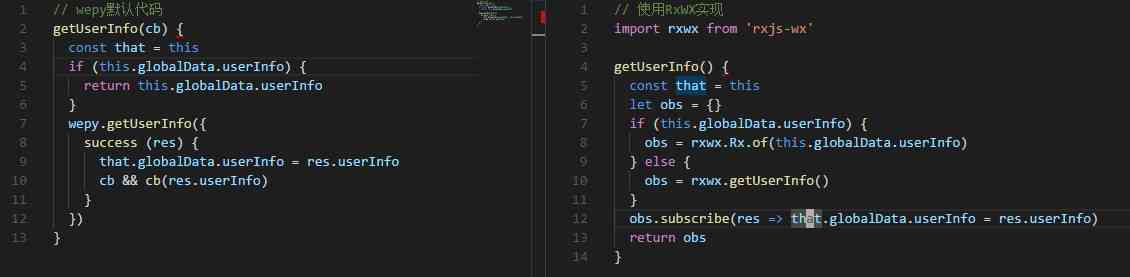 1 // wepy默认代码
2 getUserInfo(cb) {
3   const that = this
4   if (this.globalData.userInfo) {
5     return this.globalData.userInfo
6   }
7   wepy.getUserInfo({
8     success (res) {
9       that.globalData.userInfo = res.userInfo
10       cb && cb(res.userInfo)
11     }
12   })
13 }
1 // 使用RxWX实现
2 import rxwx from 'rxjs-wx'
3
4 getUserInfo() {
5   const that = this
6   let obs = {}
7   if (this.globalData.userInfo) {
8     obs = rxwx.Rx.of(this.globalData.userInfo)
9   } else {
10     obs = rxwx.getUserInfo()
11   }
12   obs.subscribe(res => that.globalData.userInfo = res.userInfo)
13   return obs
14 }